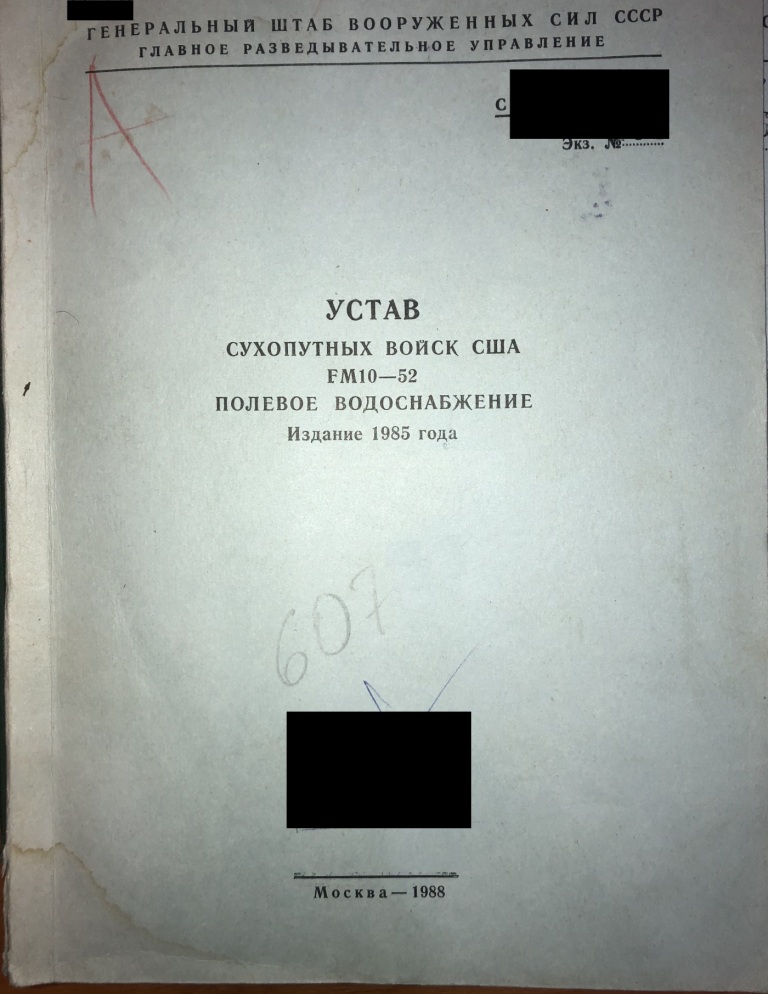 ГЕНЕРАЛЬНЫЙ ШТАБ ВООРУЖЕННЫХ СИЛ СССР
ГЛАВНОЕ РАЗВЕДЫВАТЕЛЬНОЕ УПРАВЛЕНИЕ
А
С
Экз. №
УСТАВ
СУХОПУТНЫХ ВОЙСК США
FM10—52
ПОЛЕВОЕ ВОДОСНАБЖЕНИЕ
Издание 1985 года
607
Москва — 1988